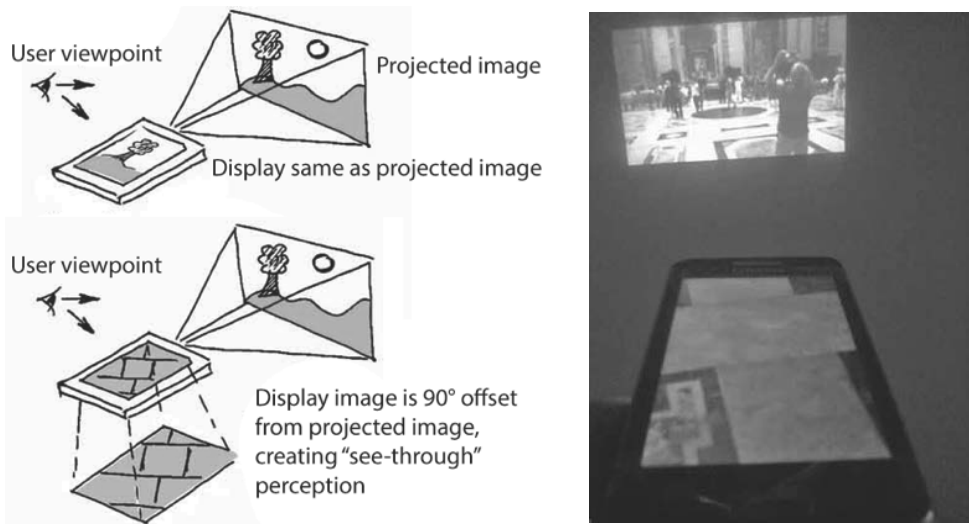 User viewpoint
Projected image
Display same as projected image
User viewpoint
Display image is 90° offset
from projected image,
creating “see-through”
perception